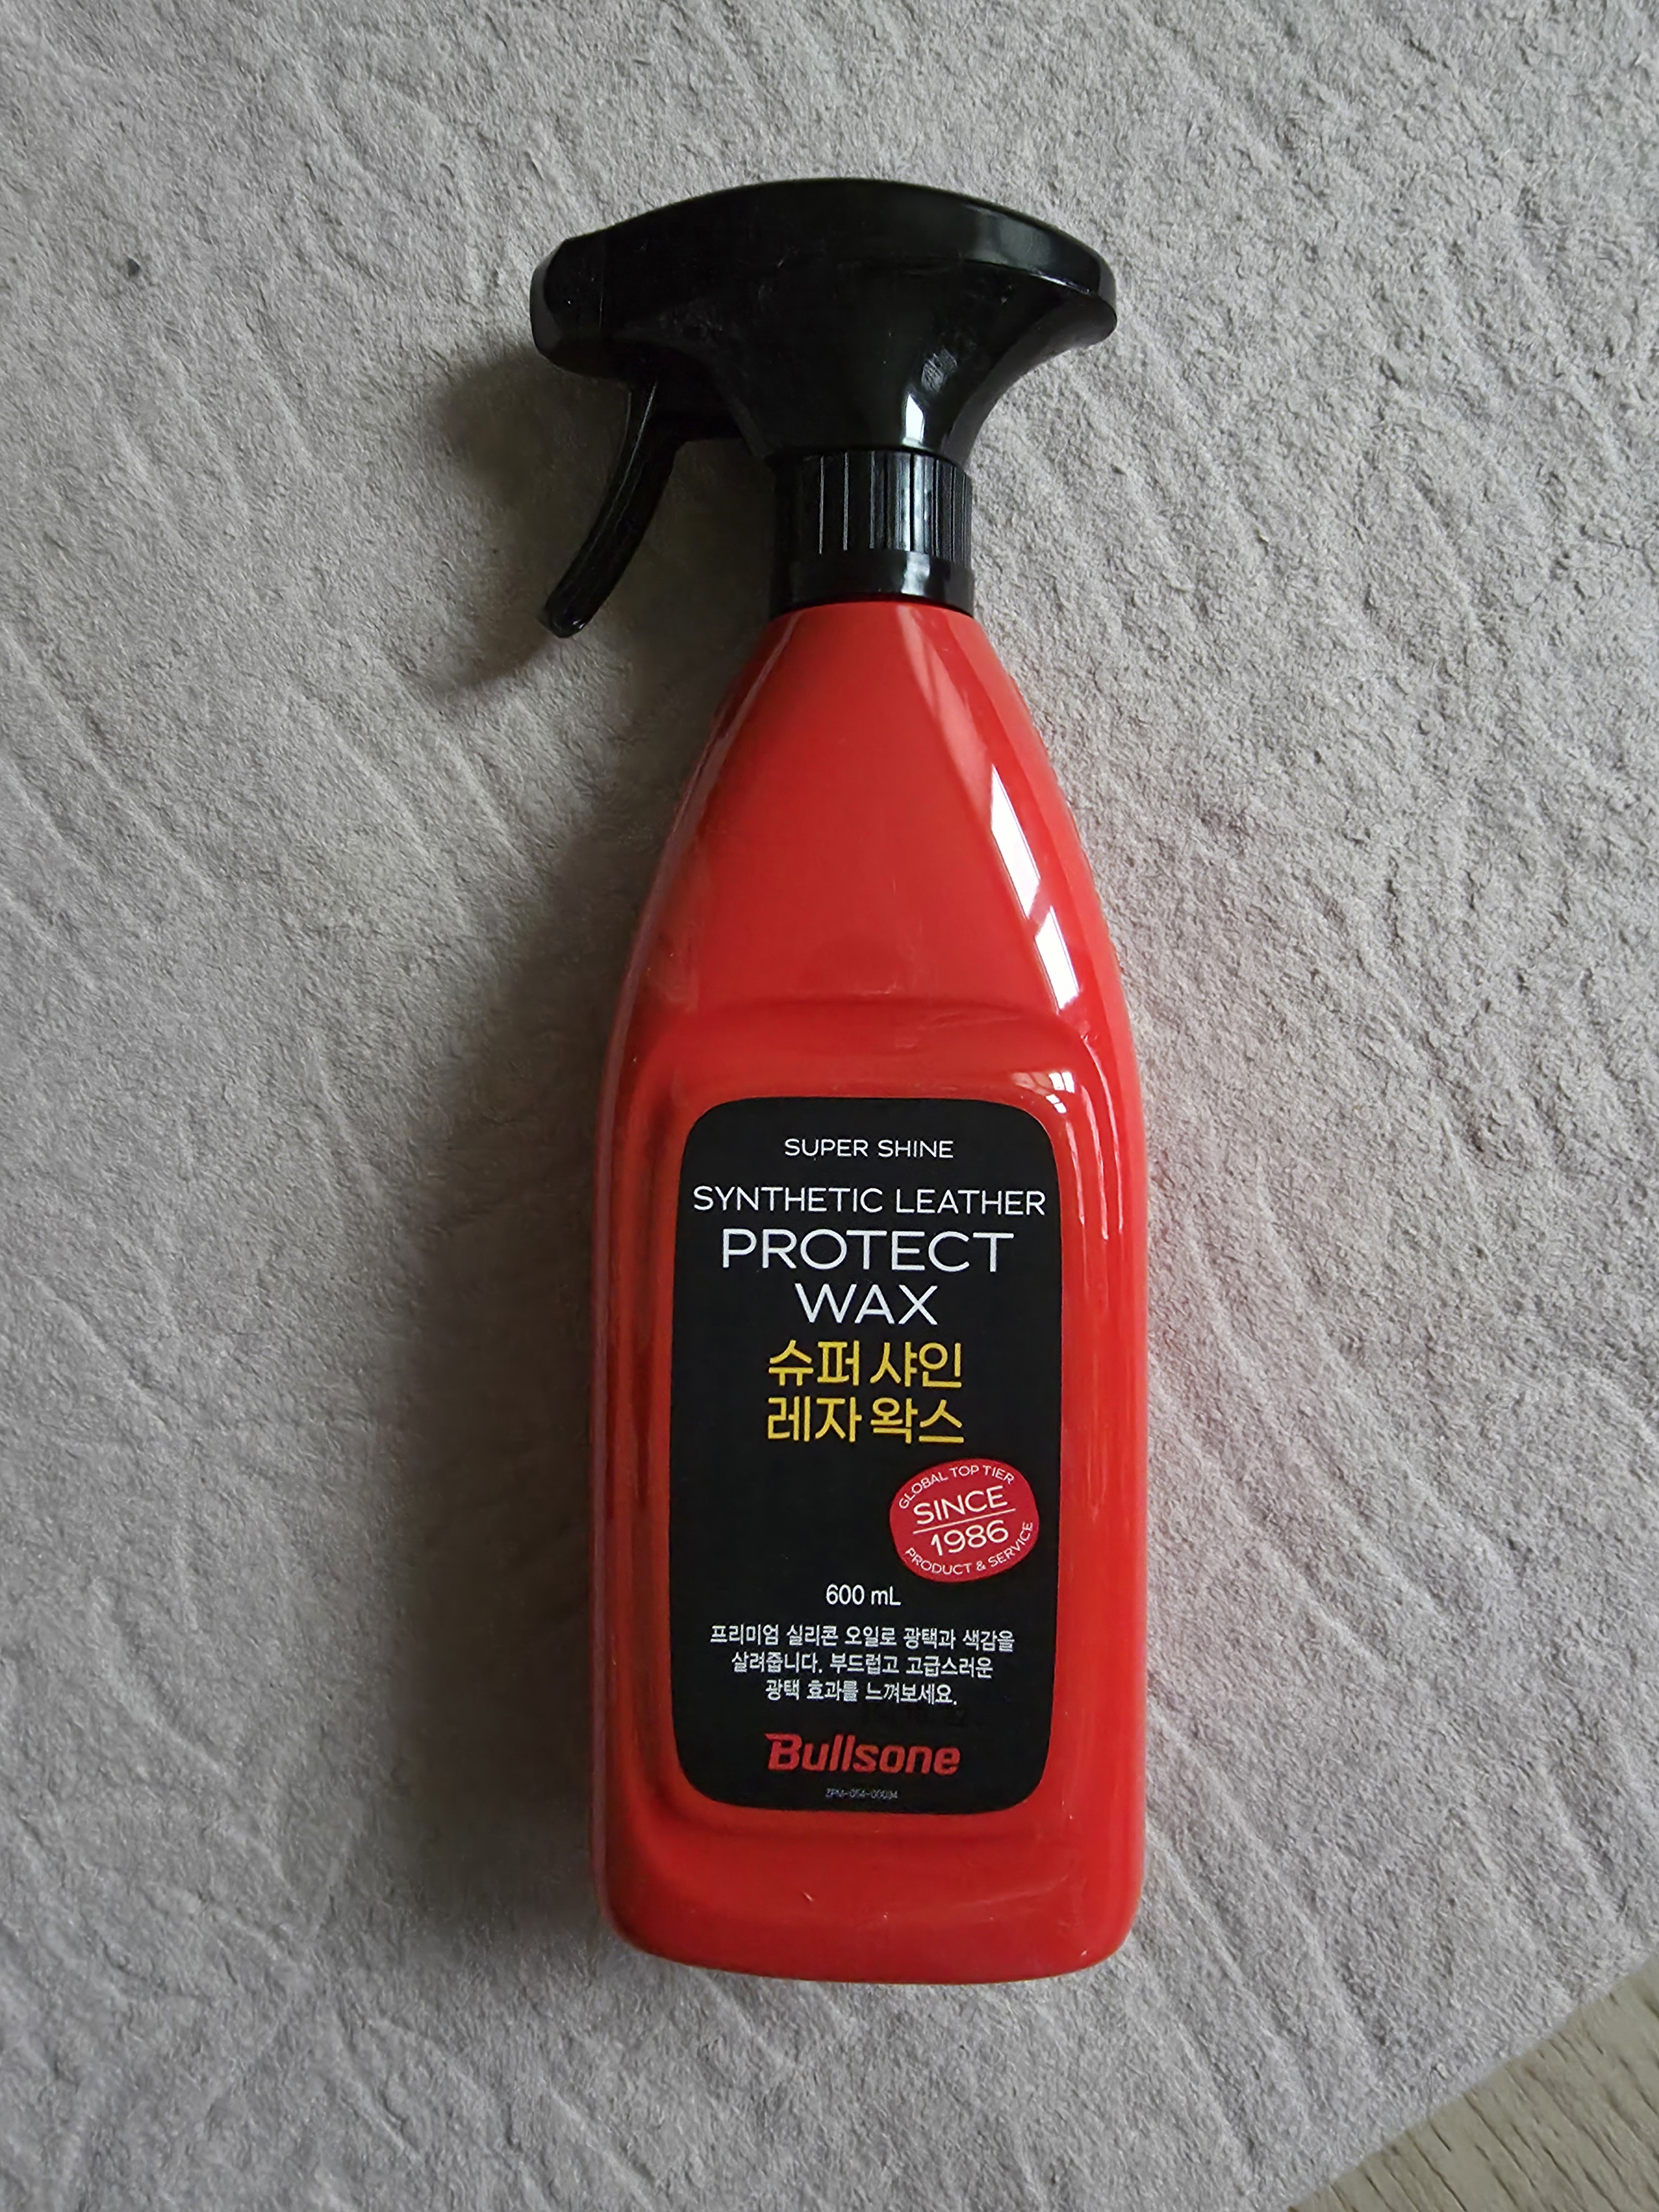 SUPER SHINE
SYNTHETIC LEATHER
PROTECT
WAX
슈퍼 샤인
레자 왁스
GLOBAL TOP TIER
SINCE
1986
PRODUCT & SERVICE
600 mL
프리미엄 실리콘 오일로 광택과 색감을
살려줍니다. 부드럽고 고급스러운
광택 효과를 느껴보세요.
Bullsone